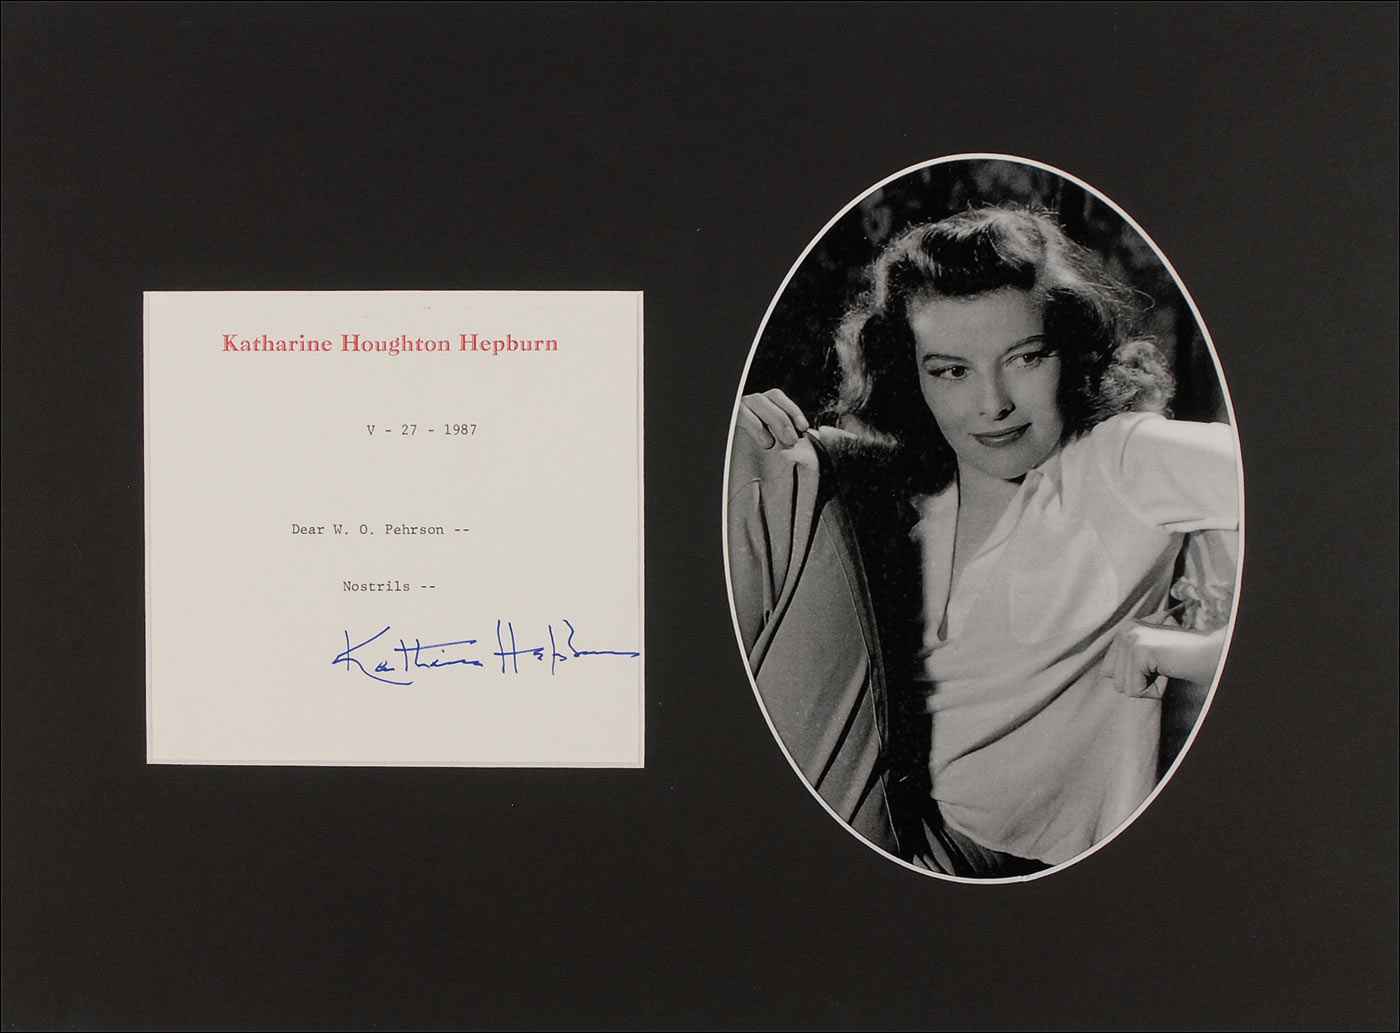 Katharine Houghton Hepburn
V - 27 - 1987
Dear W. O. Pehrson --
Nostrils --
Katharine Hepburn